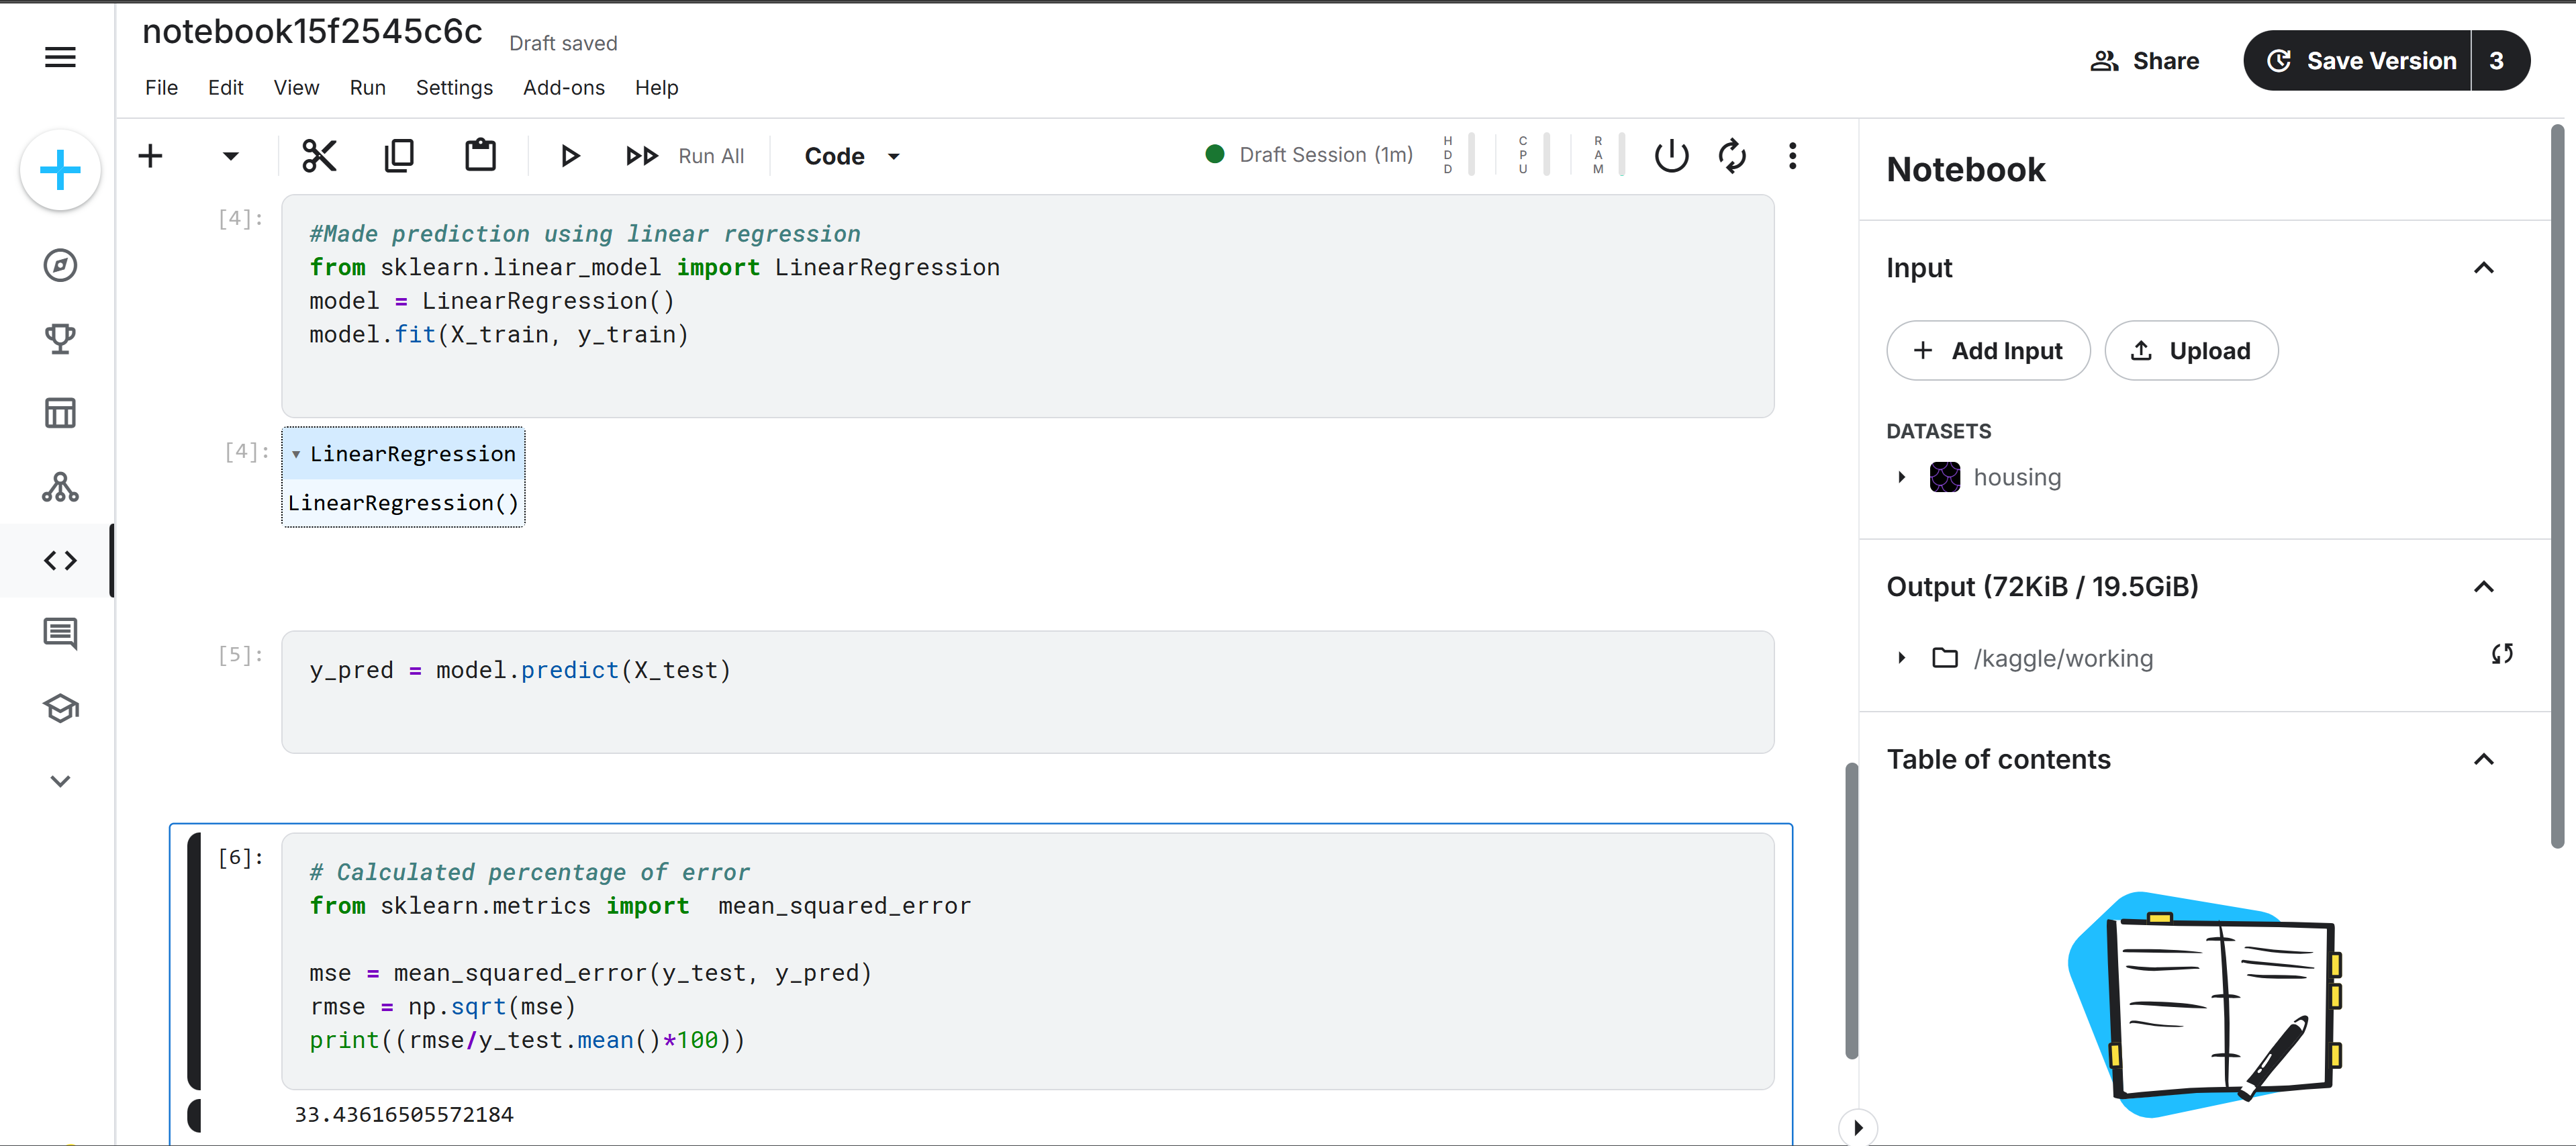 notebook15f2545c6c Draft saved
File Edit View Run Settings Add-ons Help
Share
Save Version 3
Run All
Code
Draft Session (1m)
HDD
CPU
RAM
[4]:
#Made prediction using linear regression
from sklearn.linear_model import LinearRegression
model = LinearRegression()
model.fit(X_train, y_train)
[4]:
LinearRegression
LinearRegression()
[5]:
y_pred = model.predict(X_test)
[6]:
# Calculated percentage of error
from sklearn.metrics import  mean_squared_error
mse = mean_squared_error(y_test, y_pred)
rmse = np.sqrt(mse)
print((rmse/y_test.mean()*100))
33.43616505572184
Notebook
Input
Add Input
Upload
DATASETS
housing
Output (72KiB / 19.5GiB)
/kaggle/working
Table of contents